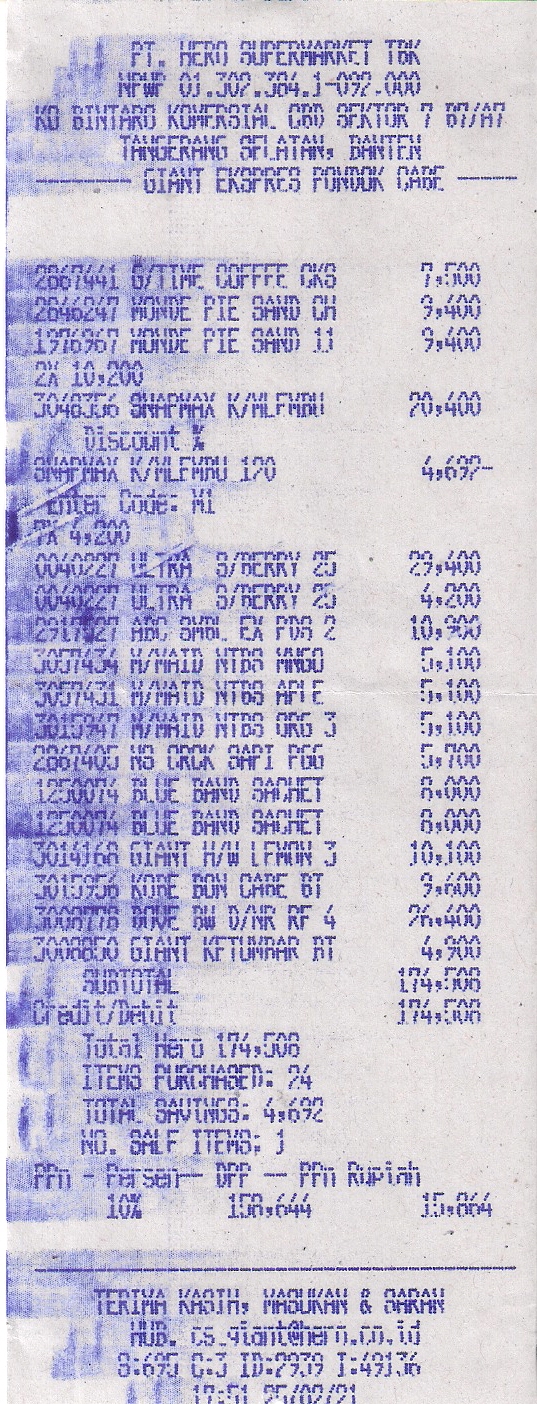 PT. HERO SUPERMARKET TBK
NPWP 01.302.384.1-092.000
KO BINTARO KOMERSIAL CBD SEKTOR 7 B7/A7
TANGERANG SELATAN, BANTEN
-------- GIANT EKSPRES PONDOK CABE -----
2867441 G/TIME COFFEE CKS 7,500
2846247 MONDE PIE SAND CH 9,400
1976967 MONDE PIE SAND 11 9,400
2X 10,200
3048356 SNAPMAX K/MLEMBU 20,400
Discount %
SNAPMAX K/MLEMBU 120 4,692-
Enter Code: M1
7X 4,200
0040227 ULTRA S/BERRY 25 29,400
0040227 ULTRA S/BERRY 25 4,200
2917827 ABC SMBL EX PDS 2 10,900
3057434 M/MAID NTBS MNGO 5,100
3057431 M/MAID NTBS APLE 5,100
3015947 M/MAID NTBS ORG 3 5,100
2867405 NS CROK SAPI PGG 5,700
1250074 BLUE BAND SACHET 8,000
1250074 BLUE BAND SACHET 8,000
3014168 GIANT H/W LEMON 3 10,100
3015956 KOBE BON CABE BT 9,600
3008778 DOVE BW D/NR RF 4 26,400
3008850 GIANT KETUMBAR BT 4,900
SUBTOTAL 174,508
Credit/Debit 174,508
Total Hero 174,508
ITEMS PURCHASED: 24
TOTAL SAVINGS: 4,692
NO. SALE ITEMS: 1
PPn - Persen-- DPP -- PPn Rupiah
10% 158,644 15,864
TERIMA KASIH, MASUKAN & SARAN
HUB. cs_giant@hero.co.id
S:695 C:3 ID:2939 I:49136
17:51 25/02/21